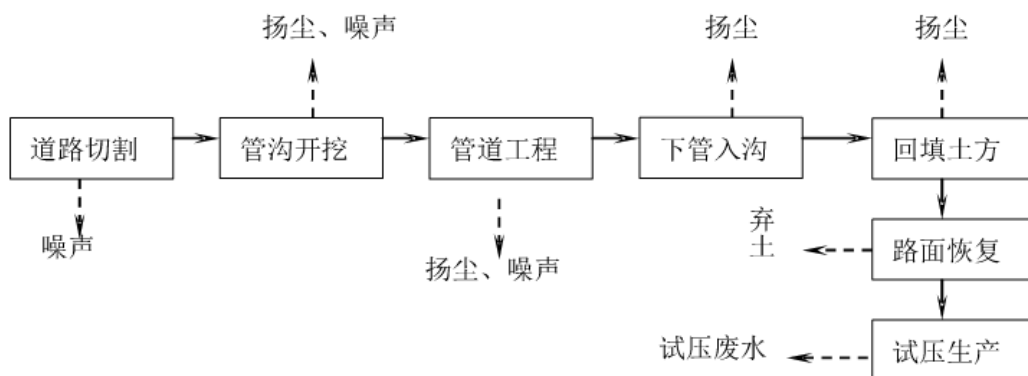 扬尘、噪声
扬尘
扬尘
道路切割
管沟开挖
管道工程
下管入沟
回填土方
噪声
扬尘、噪声
弃土
路面恢复
试压废水
试压生产